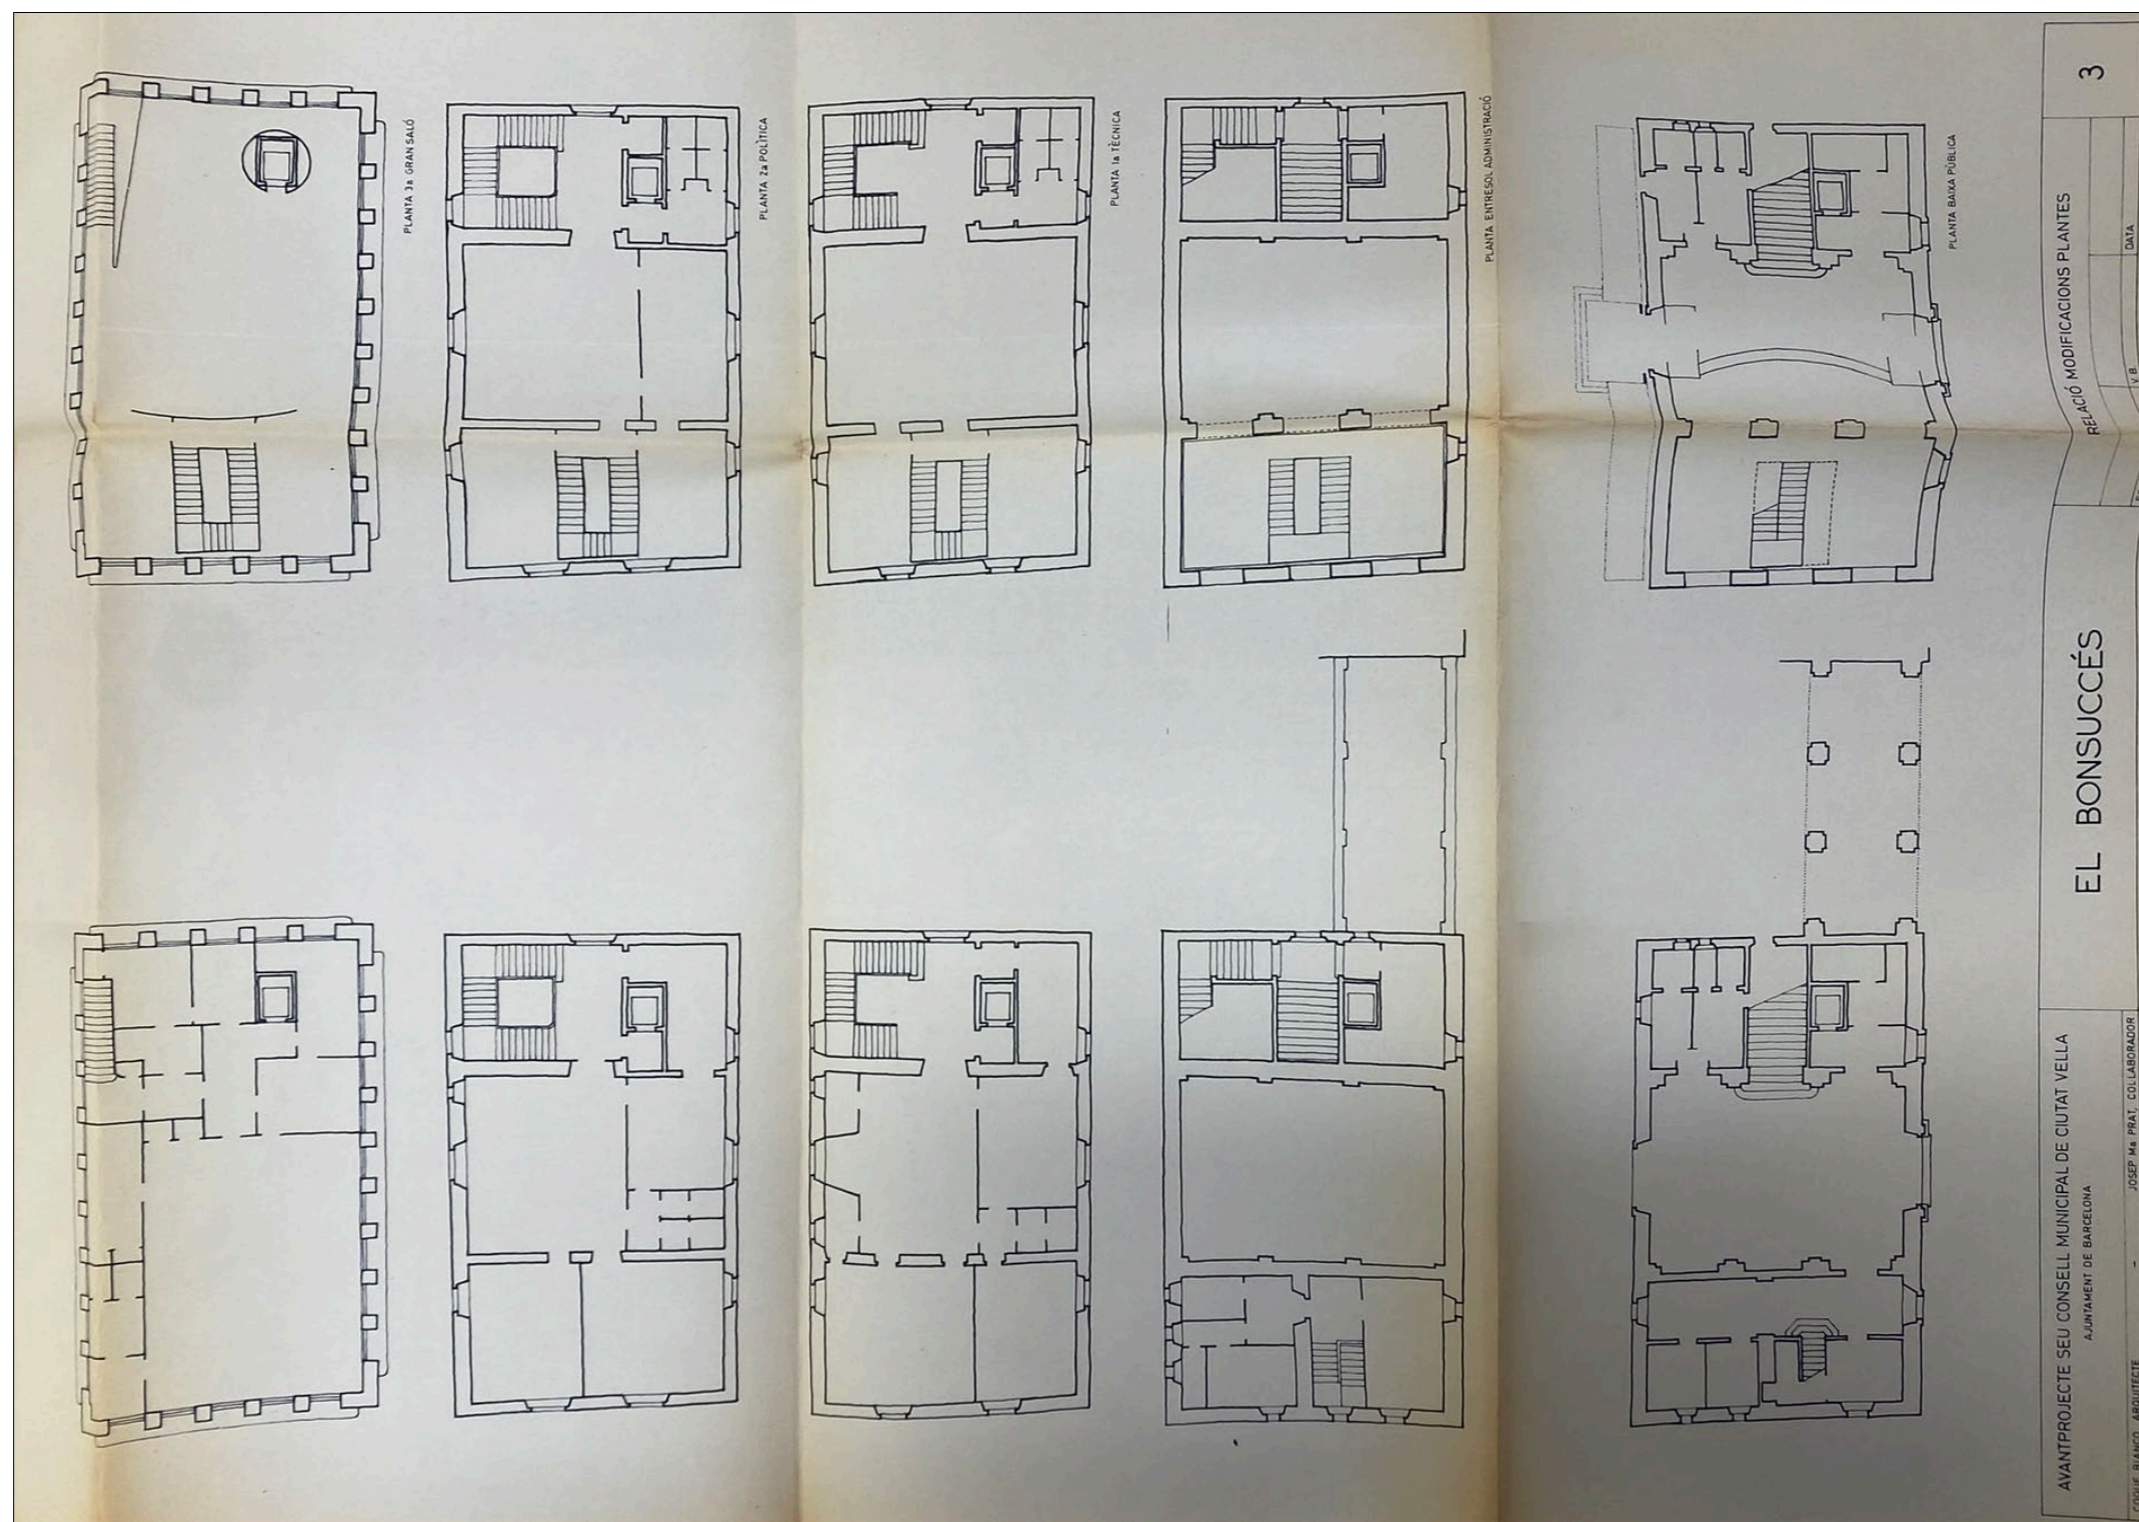 PLANTA 3a GRAN SALÓ
PLANTA 2a POLÍTICA
PLANTA 1a TÈCNICA
PLANTA ENTRESOL ADMINISTRACIÓ
PLANTA BAIXA PÚBLICA
AVANTPROJECTE SEU CONSELL MUNICIPAL DE CIUTAT VELLA
AJUNTAMENT DE BARCELONA
EL BONSUCCÉS
RELACIÓ MODIFICACIONS PLANTES
3
ARQUITECTE - JOSEP Ma PRAT, COL·LABORADOR
V.B.
DATA